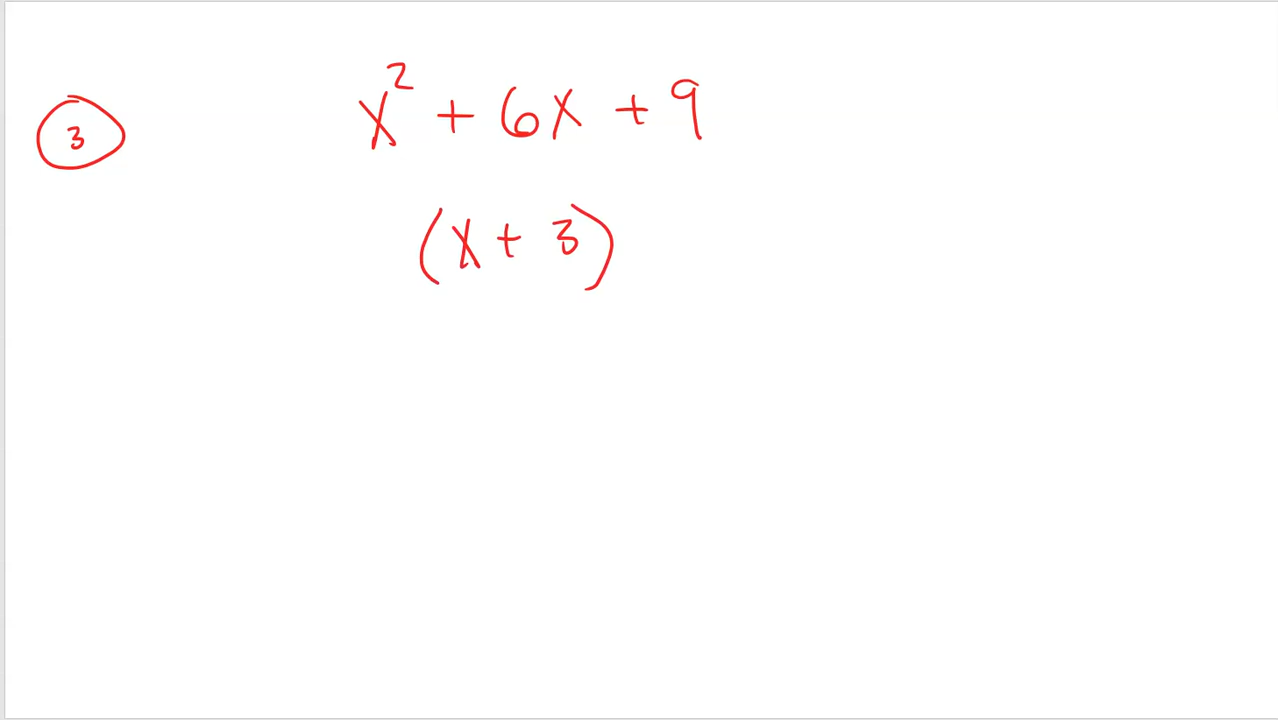 ③ x² + 6x + 9
(x + 3)